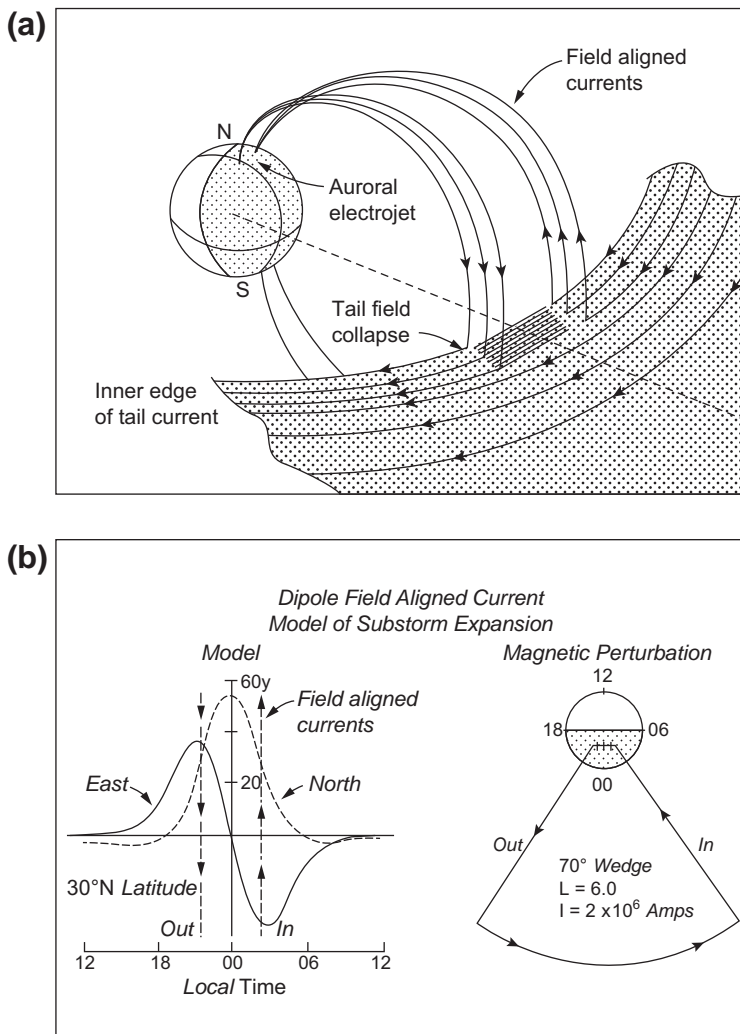 (a)
Field aligned
currents
N
Auroral
electrojet
S
Tail field
collapse
Inner edge
of tail current
(b)
Dipole Field Aligned Current
Model of Substorm Expansion
Model
Magnetic Perturbation
60y
Field aligned
currents
East
20
North
30°N Latitude
Out
In
12
18
00
06
12
Local Time
12
18
06
00
Out
In
70° Wedge
L = 6.0
I = 2 x10⁶ Amps